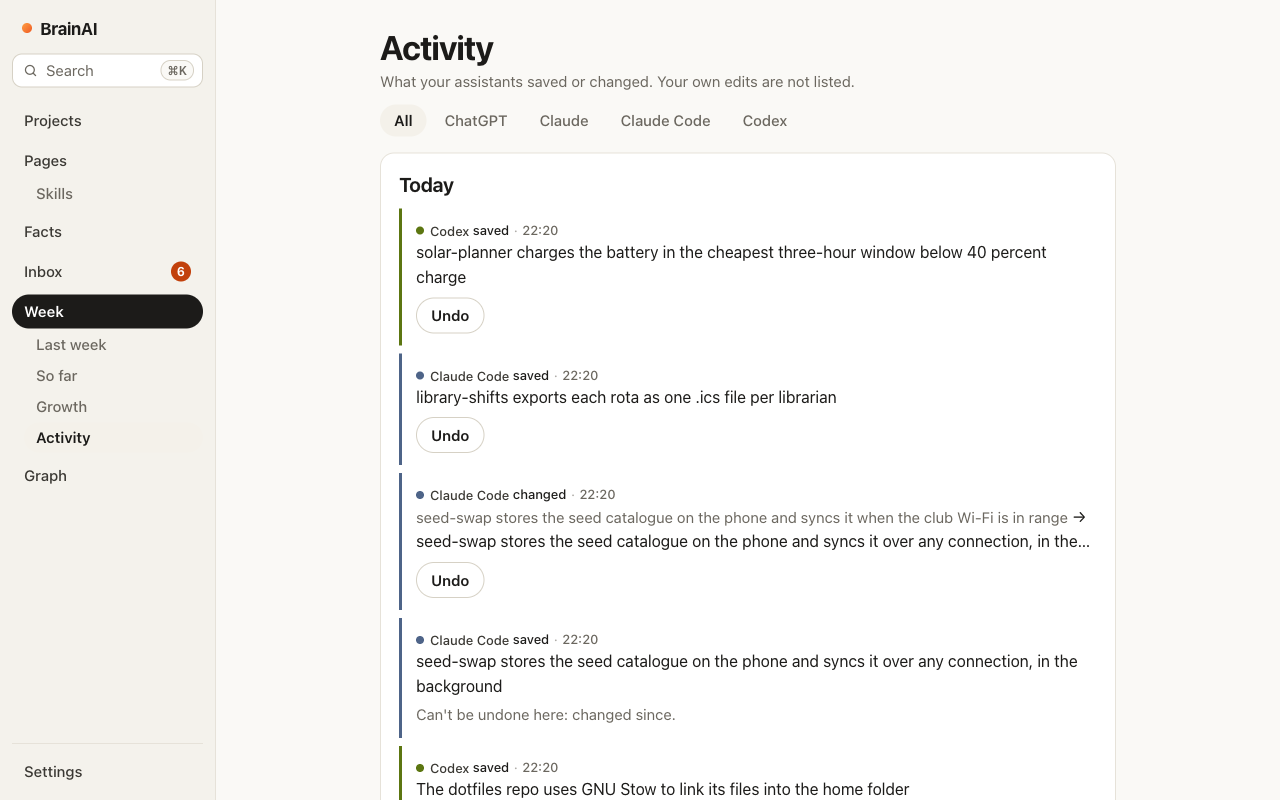 BrainAI
Search ⌘K
Projects
Pages
Skills
Facts
Inbox 6
Week
Last week
So far
Growth
Activity
Graph
Settings
Activity
What your assistants saved or changed. Your own edits are not listed.
All ChatGPT Claude Claude Code Codex
Today
Codex saved · 22:20
solar-planner charges the battery in the cheapest three-hour window below 40 percent
charge
Undo
Claude Code saved · 22:20
library-shifts exports each rota as one .ics file per librarian
Undo
Claude Code changed · 22:20
seed-swap stores the seed catalogue on the phone and syncs it when the club Wi-Fi is in range →
seed-swap stores the seed catalogue on the phone and syncs it over any connection, in the...
Undo
Claude Code saved · 22:20
seed-swap stores the seed catalogue on the phone and syncs it over any connection, in the
background
Can't be undone here: changed since.
Codex saved · 22:20
The dotfiles repo uses GNU Stow to link its files into the home folder